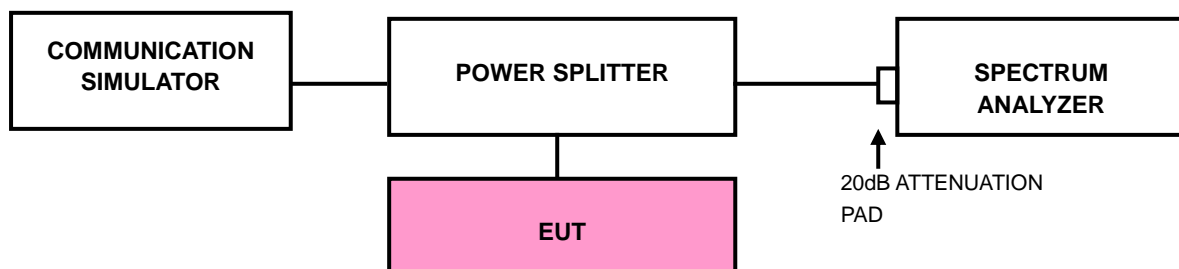 COMMUNICATION
SIMULATOR
POWER SPLITTER
SPECTRUM
ANALYZER
20dB ATTENUATION
PAD
EUT